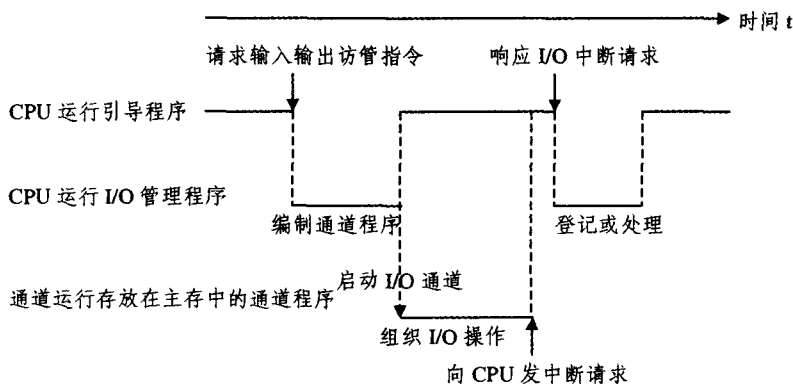 时间 t
请求输入输出访管指令
响应 I/O 中断请求
CPU 运行引导程序
CPU 运行 I/O 管理程序
编制通道程序
登记或处理
启动 I/O 通道
通道运行存放在主存中的通道程序
组织 I/O 操作
向 CPU 发中断请求